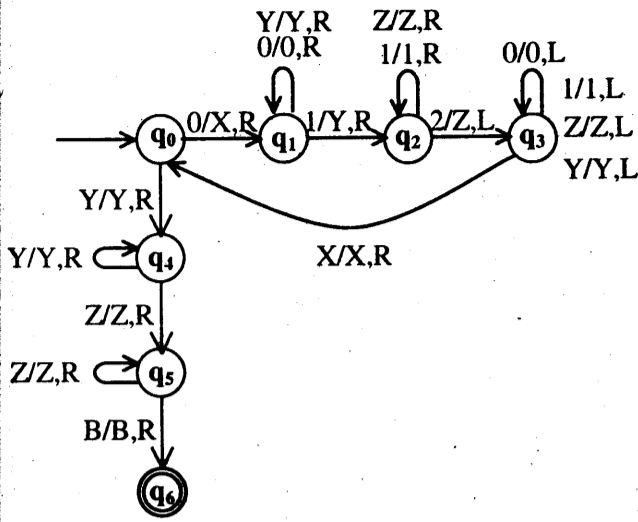 Y/Y,R
0/0,R
Z/Z,R
1/1,R
0/0,L
1/1,L
Z/Z,L
Y/Y,L
q0 0/X,R q1 1/Y,R q2 2/Z,L q3
Y/Y,R
X/X,R
Y/Y,R q4
Z/Z,R
Z/Z,R q5
B/B,R
q6